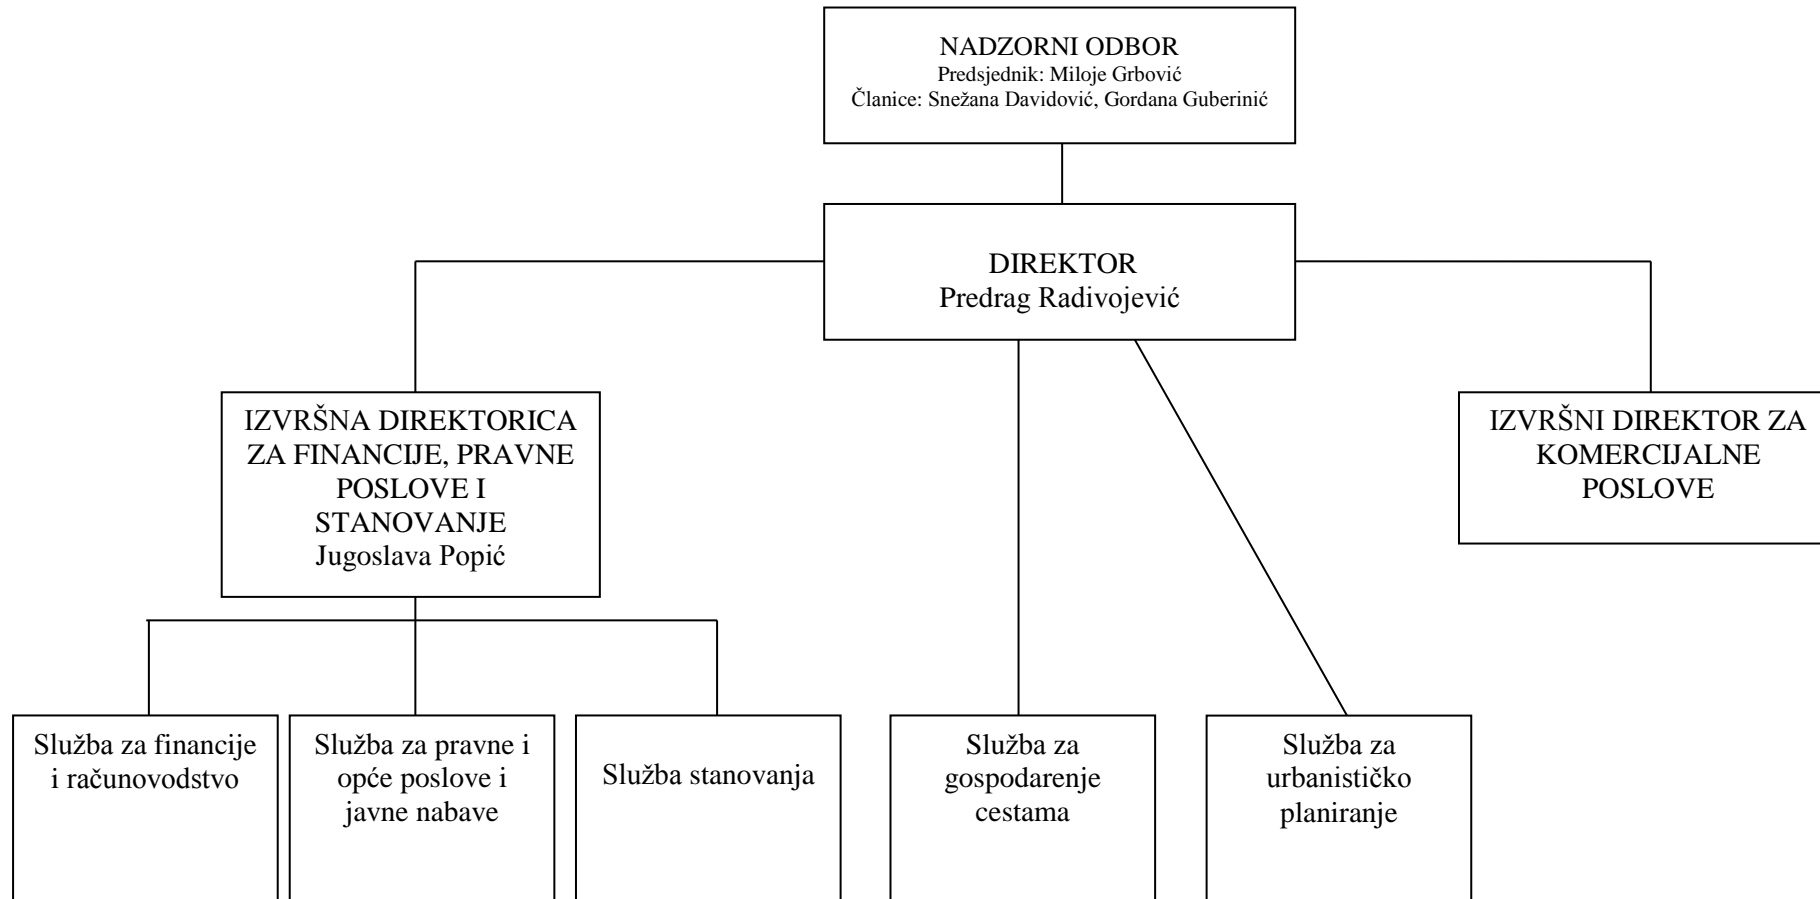 NADZORNI ODBOR
Predsjednik: Miloje Grbović
Članice: Snežana Davidović, Gordana Guberinić
DIREKTOR
Predrag Radivojević
IZVRŠNA DIREKTORICA
ZA FINANCIJE, PRAVNE
POSLOVE I
STANOVANJE
Jugoslava Popić
IZVRŠNI DIREKTOR ZA
KOMERCIJALNE
POSLOVE
Služba za financije
i računovodstvo
Služba za pravne i
opće poslove i
javne nabave
Služba stanovanja
Služba za
gospodarenje
cestama
Služba za
urbanističko
planiranje